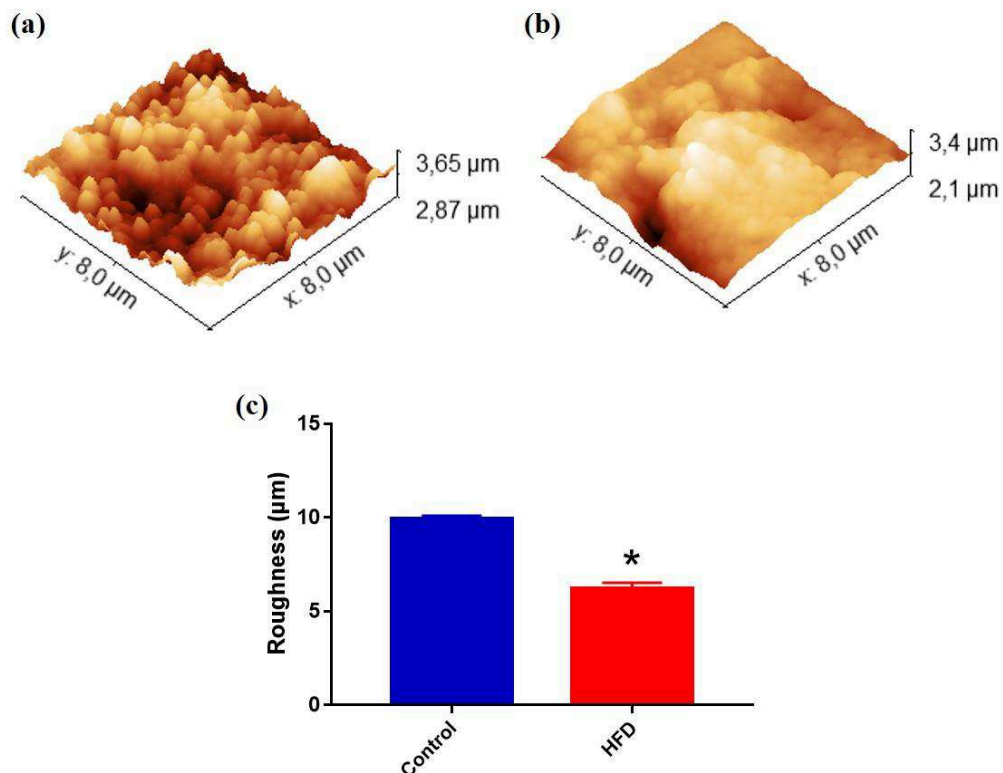 (a)
3,65 µm
2,87 µm
y: 8,0 µm
x: 8,0 µm
(b)
3,4 µm
2,1 µm
y: 8,0 µm
x: 8,0 µm
(c)
Roughness (µm)
15
10
5
0
*
Control
HFD